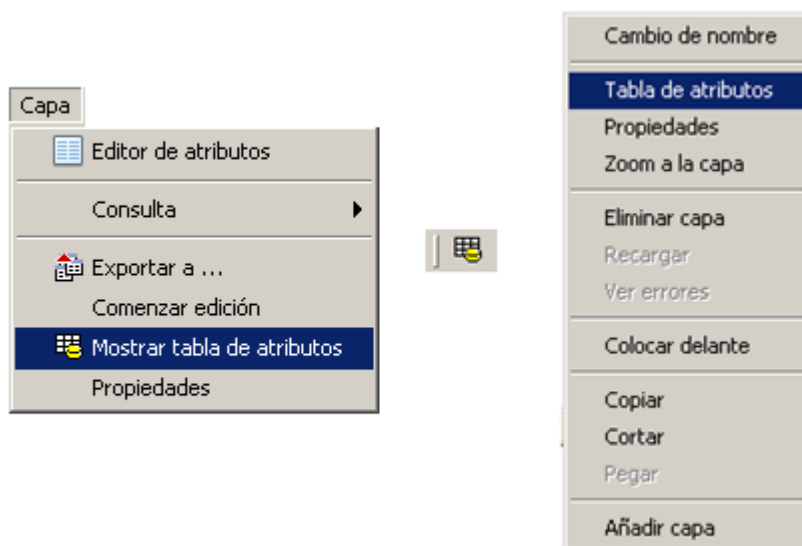 Capa
Editor de atributos
Consulta
Exportar a ...
Comenzar edición
Mostrar tabla de atributos
Propiedades
Cambio de nombre
Tabla de atributos
Propiedades
Zoom a la capa
Eliminar capa
Recargar
Ver errores
Colocar delante
Copiar
Cortar
Pegar
Añadir capa